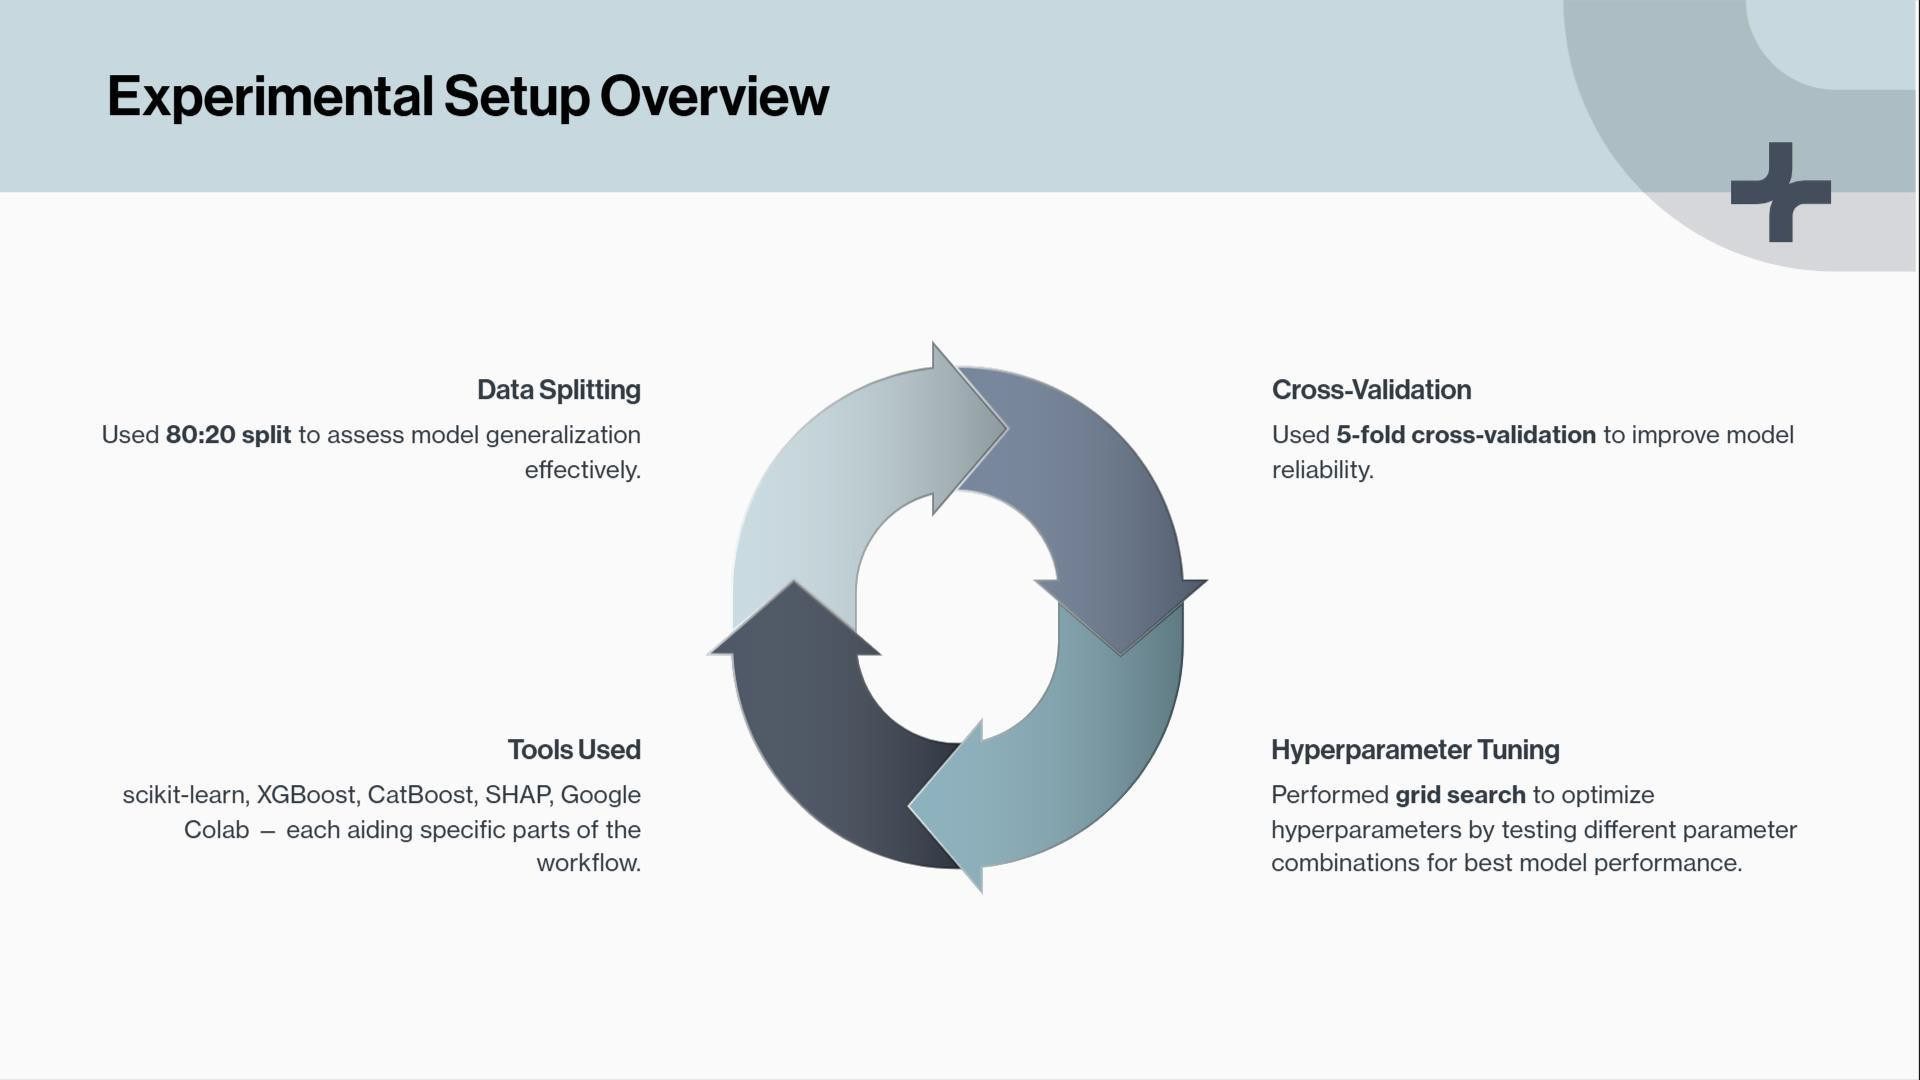 Experimental Setup Overview
Data Splitting
Used 80:20 split to assess model generalization
effectively.
Cross-Validation
Used 5-fold cross-validation to improve model
reliability.
Tools Used
scikit-learn, XGBoost, CatBoost, SHAP, Google
Colab — each aiding specific parts of the
workflow.
Hyperparameter Tuning
Performed grid search to optimize
hyperparameters by testing different parameter
combinations for best model performance.